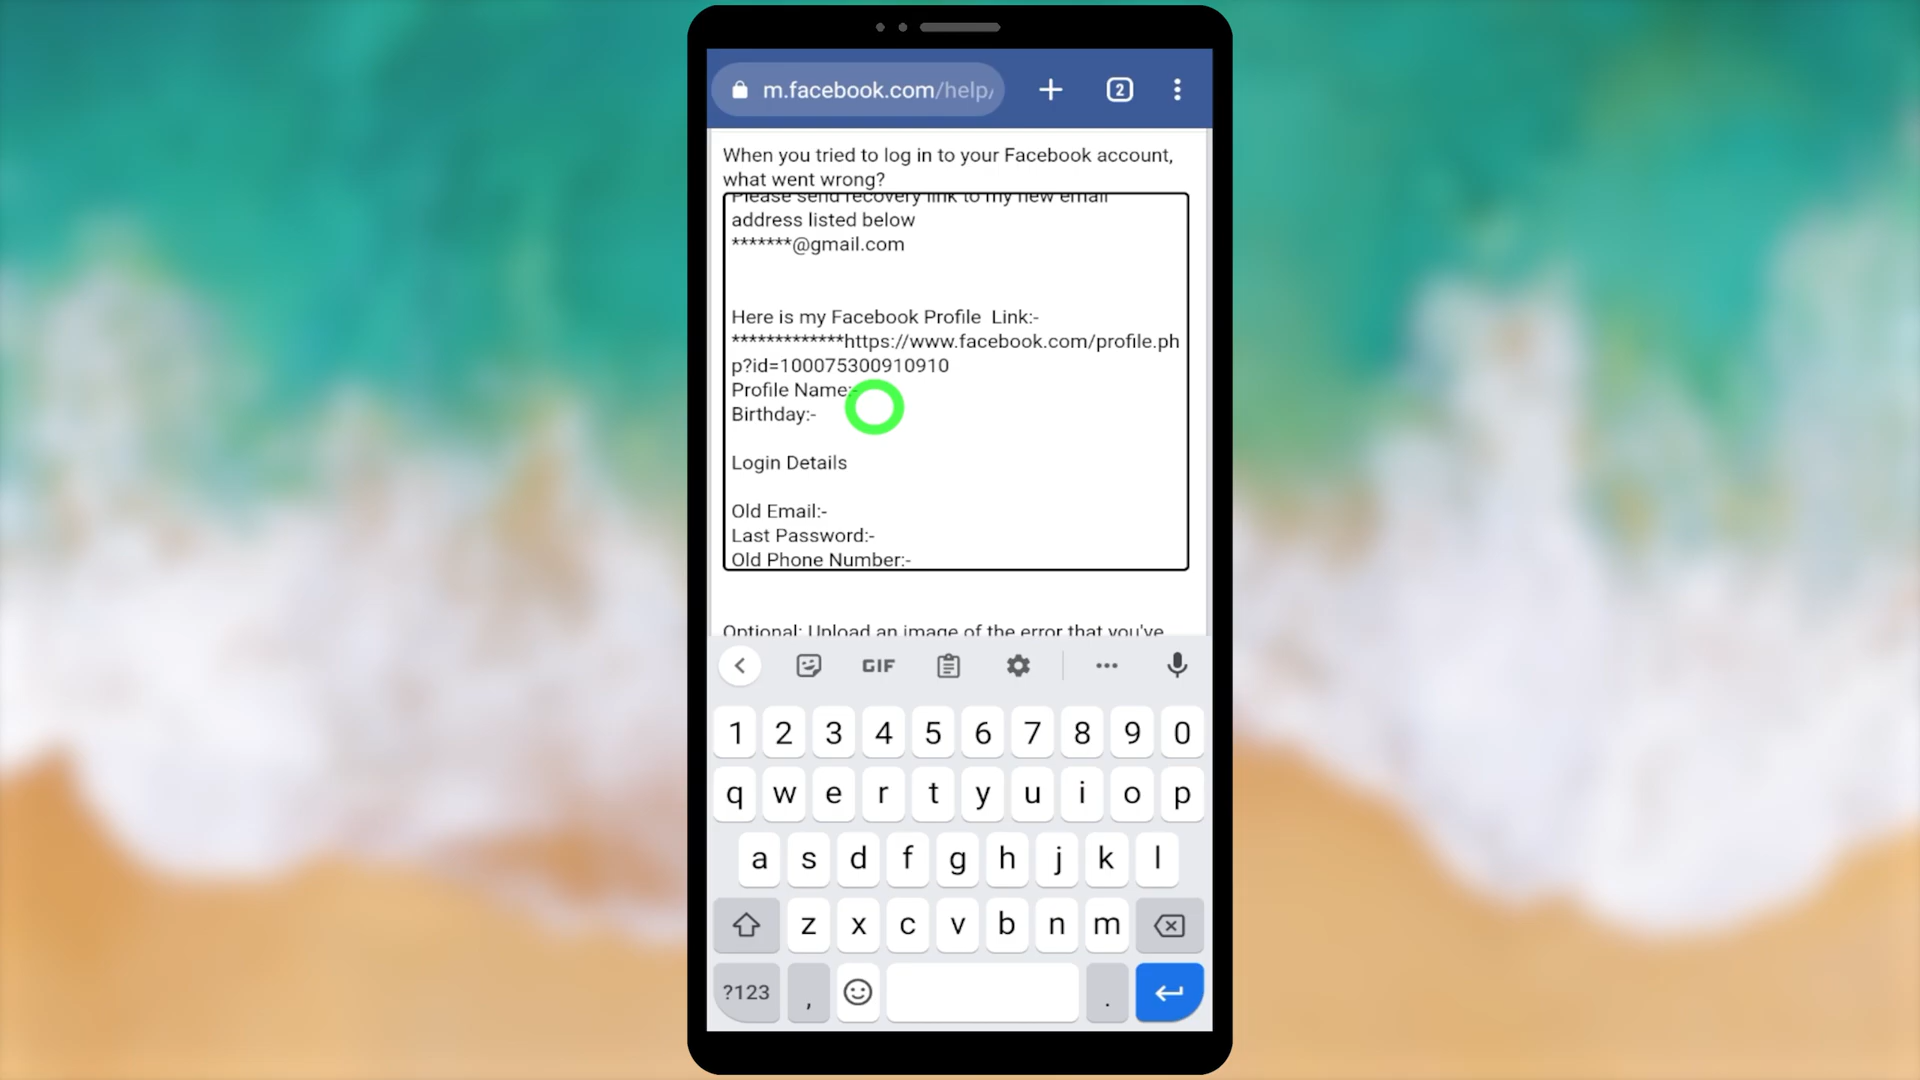 m.facebook.com/help/
2
When you tried to log in to your Facebook account,
what went wrong?
Please send recovery link to my new email
address listed below
*******@gmail.com
Here is my Facebook Profile  Link:-
*************https://www.facebook.com/profile.ph
p?id=100075300910910
Profile Name:-
Birthday:-
Login Details
Old Email:-
Last Password:-
Old Phone Number:-
Optional: Upload an image of the error that you've
GIF
1 2 3 4 5 6 7 8 9 0
q w e r t y u i o p
a s d f g h j k l
z x c v b n m
?123 , .